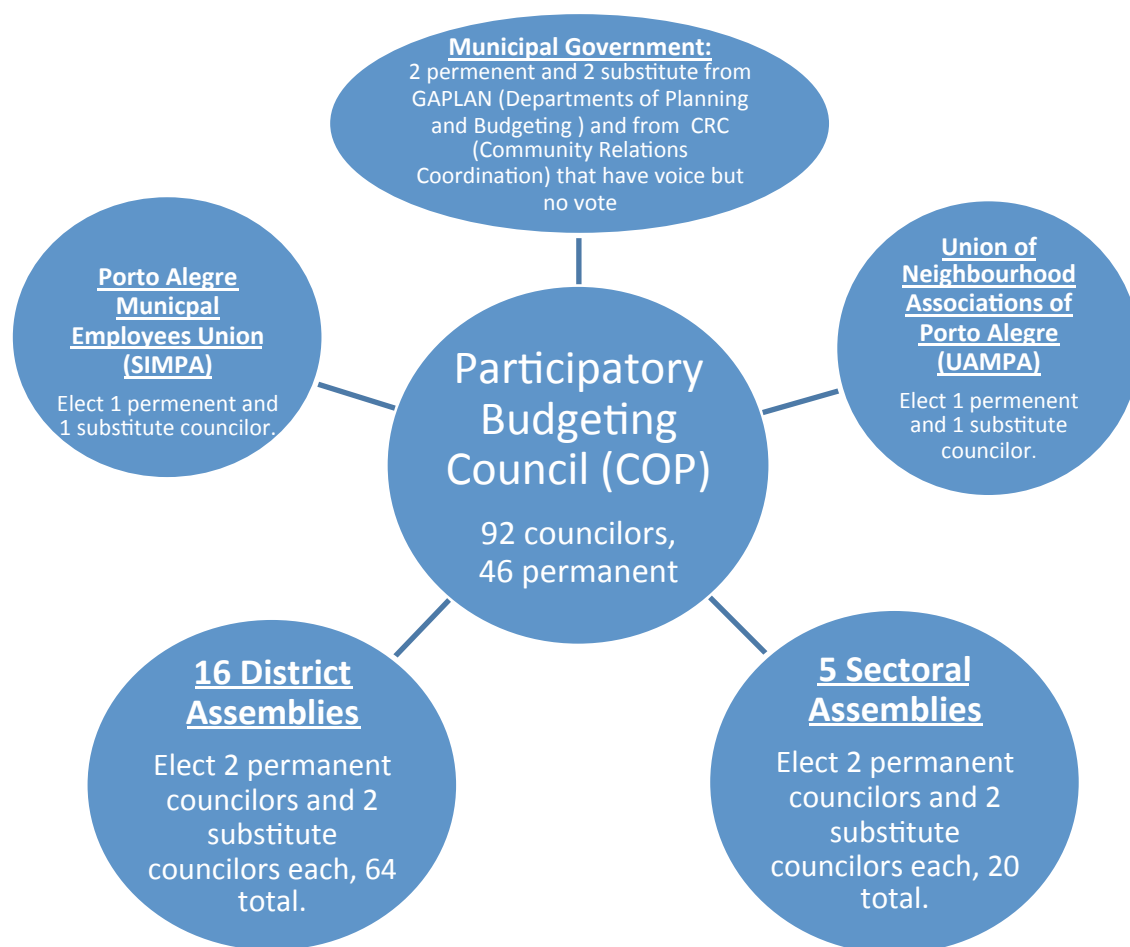 Municipal Government:
2 permenent and 2 substitute from
GAPLAN (Departments of Planning
and Budgeting ) and from  CRC
(Community Relations
Coordination) that have voice but
no vote
Porto Alegre
Municpal
Employees Union
(SIMPA)
Elect 1 permenent and
1 substitute councilor.
Union of
Neighbourhood
Associations of
Porto Alegre
(UAMPA)
Elect 1 permenent
and 1 substitute
councilor.
Participatory
Budgeting
Council (COP)
92 councilors,
46 permanent
16 District
Assemblies
Elect 2 permanent
councilors and 2
substitute
councilors each, 64
total.
5 Sectoral
Assemblies
Elect 2 permanent
councilors and 2
substitute
councilors each, 20
total.